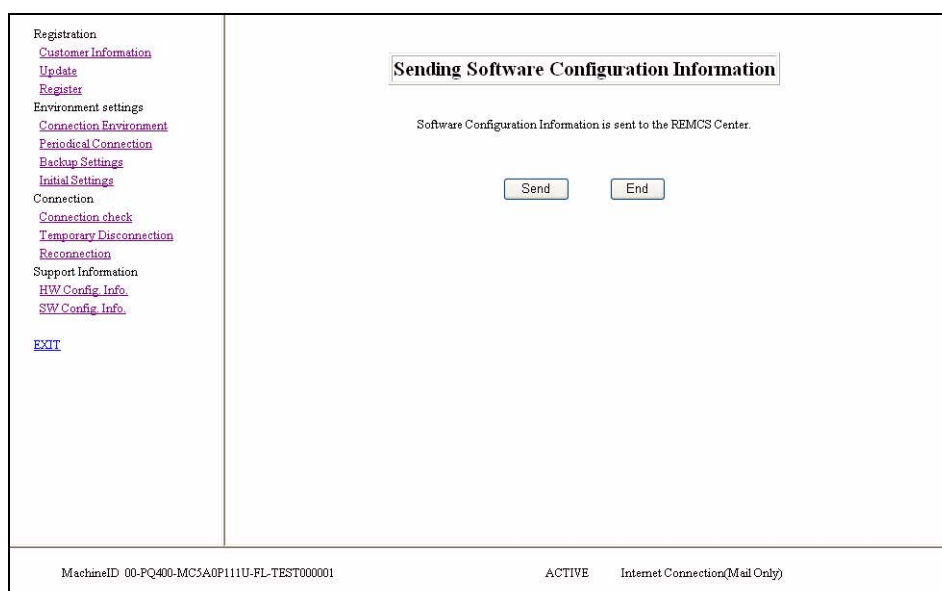 Registration
Customer Information
Update
Register
Environment settings
Connection Environment
Periodical Connection
Backup Settings
Initial Settings
Connection
Connection check
Temporary Disconnection
Reconnection
Support Information
HW Config. Info.
SW Config. Info.
EXIT
Sending Software Configuration Information
Software Configuration Information is sent to the REMCS Center.
Send End
MachineID 00-PQ400-MC5A0P111U-FL-TEST000001 ACTIVE Internet Connection(Mail Only)